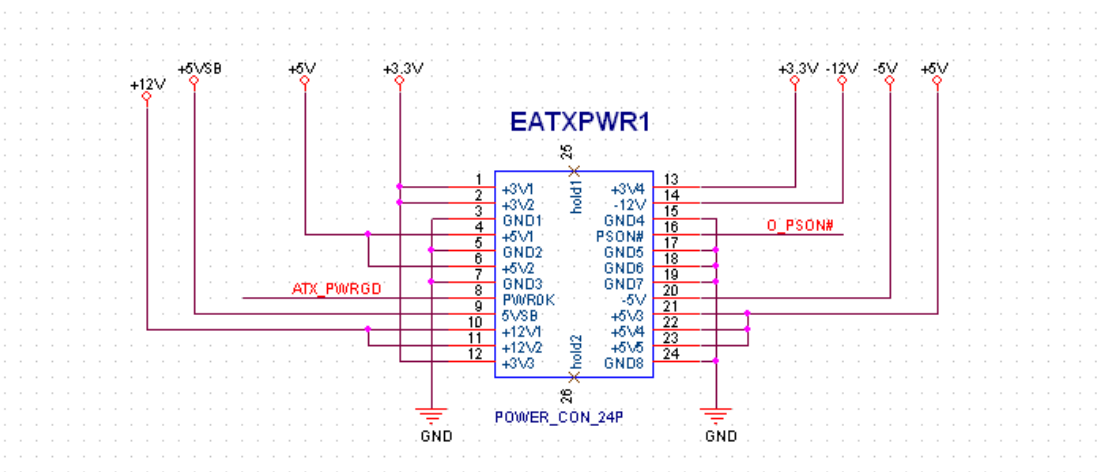 +12V
+5VSB
+5V
+3.3V
+3.3V
-12V
-5V
+5V
EATXPWR1
25
hold1
1 +3V1
2 +3V2
3 GND1
4 +5V1
5 GND2
6 +5V2
7 GND3
ATX_PWRGD 8 PWROK
9 5VSB
10 +12V1
11 +12V2
12 +3V3
+3V4 13
-12V 14
GND4 15
PSON# 16 O_PSON#
GND5 17
GND6 18
GND7 19
-5V 20
+5V3 21
+5V4 22
+5V5 23
GND8 24
hold2
26
POWER_CON_24P
GND
GND